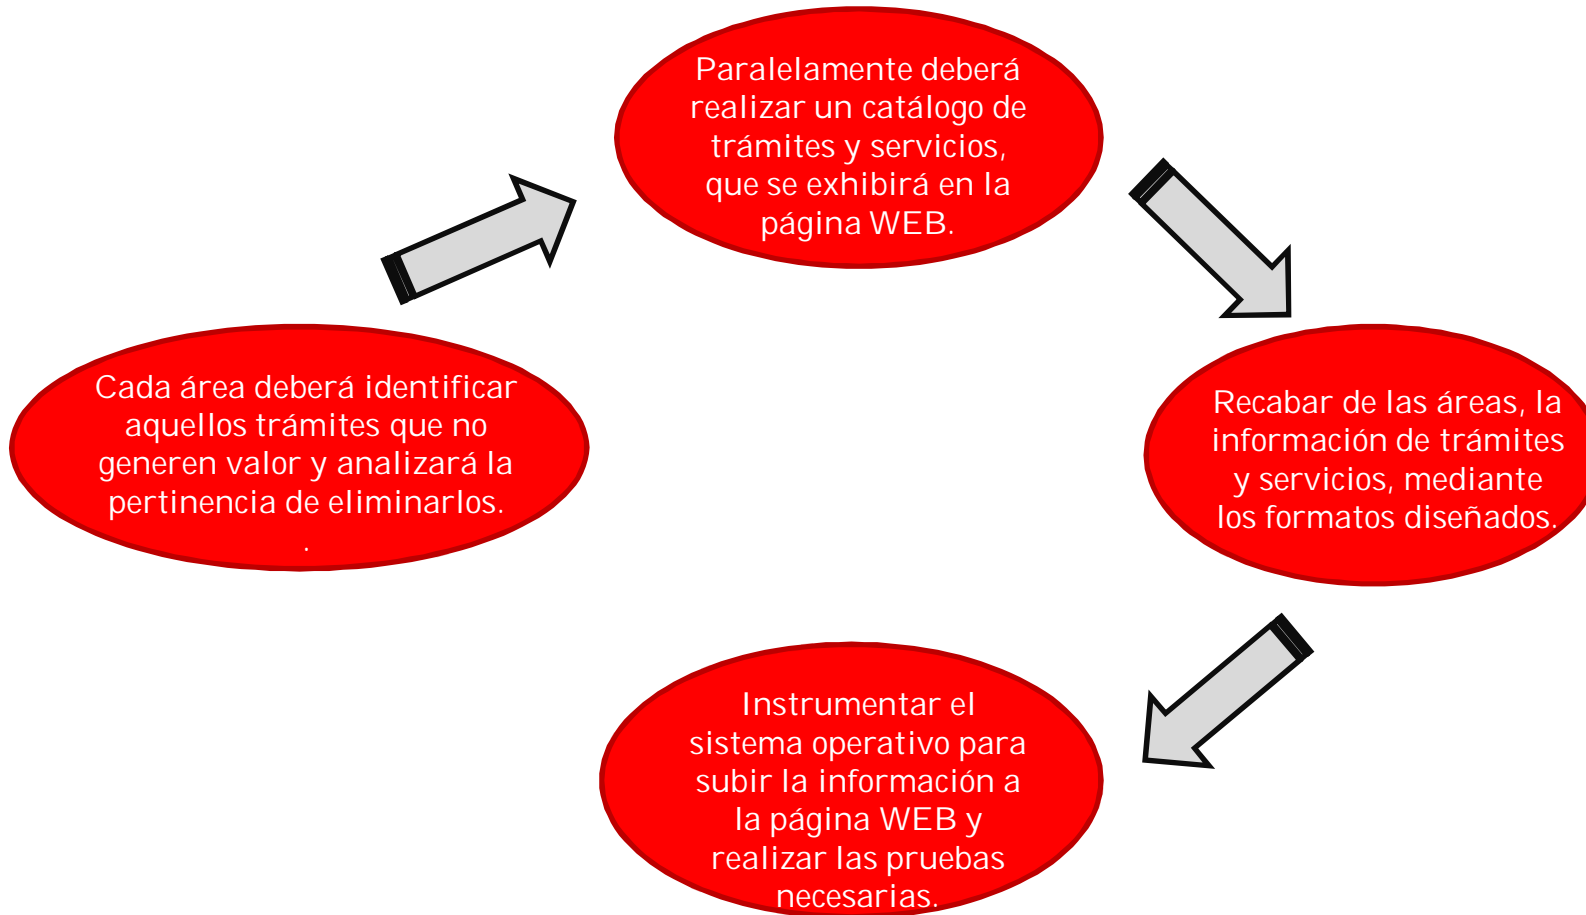 Paralelamente deberá
realizar un catálogo de
trámites y servicios,
que se exhibirá en la
página WEB.
Cada área deberá identificar
aquellos trámites que no
generen valor y analizará la
pertinencia de eliminarlos.
.
Recabar de las áreas, la
información de trámites
y servicios, mediante
los formatos diseñados.
Instrumentar el
sistema operativo para
subir la información a
la página WEB y
realizar las pruebas
necesarias.